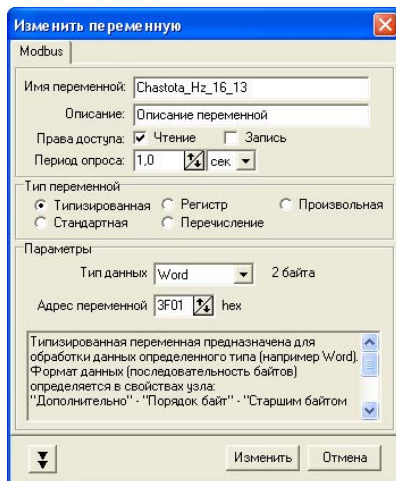 Изменить переменную
Modbus
Имя переменной: Chastota_Hz_16_13
Описание: Описание переменной
Права доступа: Чтение Запись
Период опроса: 1,0 сек
Тип переменной
Типизированная Регистр Произвольная
Стандартная Перечисление
Параметры
Тип данных Word 2 байта
Адрес переменной 3F01 hex
Типизированная переменная предназначена для
обработки данных определенного типа (например Word).
Формат данных (последовательность байтов)
определяется в свойствах узла:
"Дополнительно" - "Порядок байт" - "Старшим байтом
Изменить Отмена